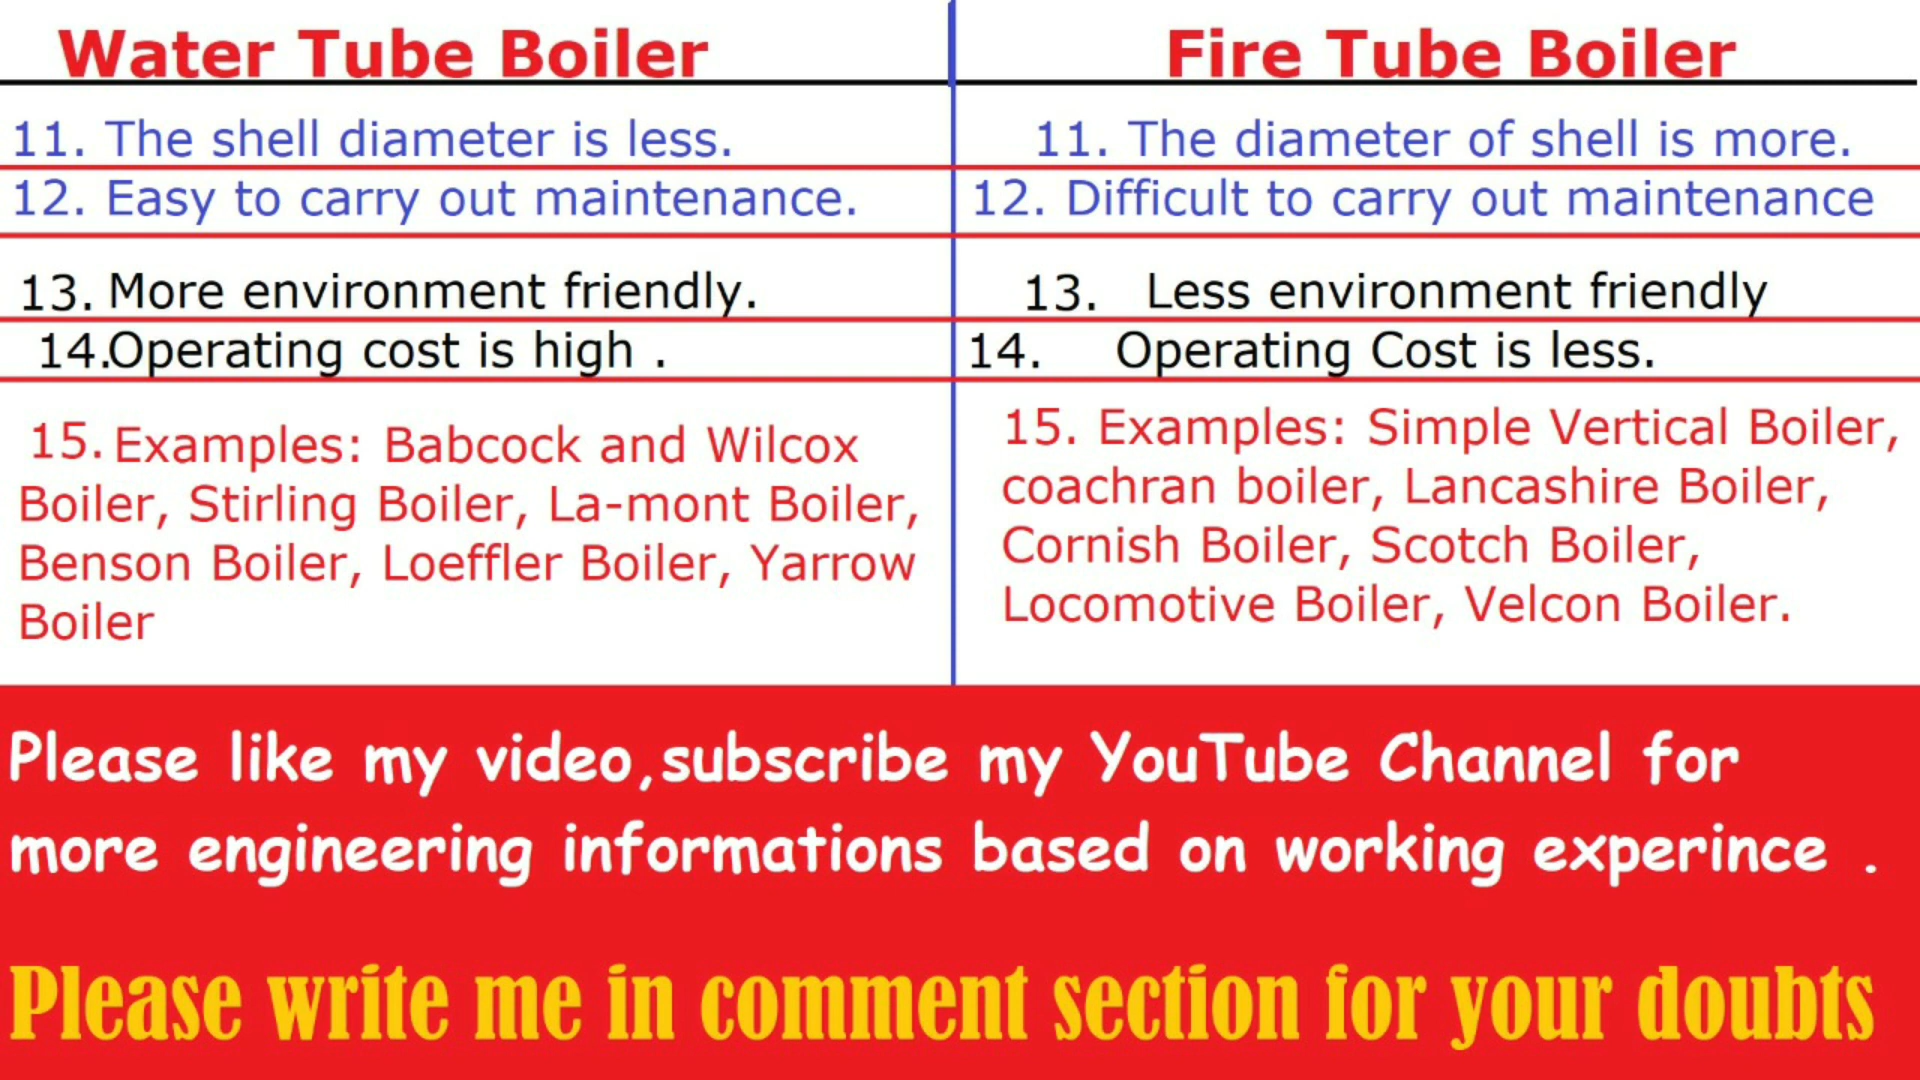 Water Tube Boiler
Fire Tube Boiler
11. The shell diameter is less.
11. The diameter of shell is more.
12. Easy to carry out maintenance.
12. Difficult to carry out maintenance
13. More environment friendly.
13. Less environment friendly
14.Operating cost is high .
14. Operating Cost is less.
15. Examples: Babcock and Wilcox
Boiler, Stirling Boiler, La-mont Boiler,
Benson Boiler, Loeffler Boiler, Yarrow
Boiler
15. Examples: Simple Vertical Boiler,
coachran boiler, Lancashire Boiler,
Cornish Boiler, Scotch Boiler,
Locomotive Boiler, Velcon Boiler.
Please like my video,subscribe my YouTube Channel for
more engineering informations based on working experince .
Please write me in comment section for your doubts